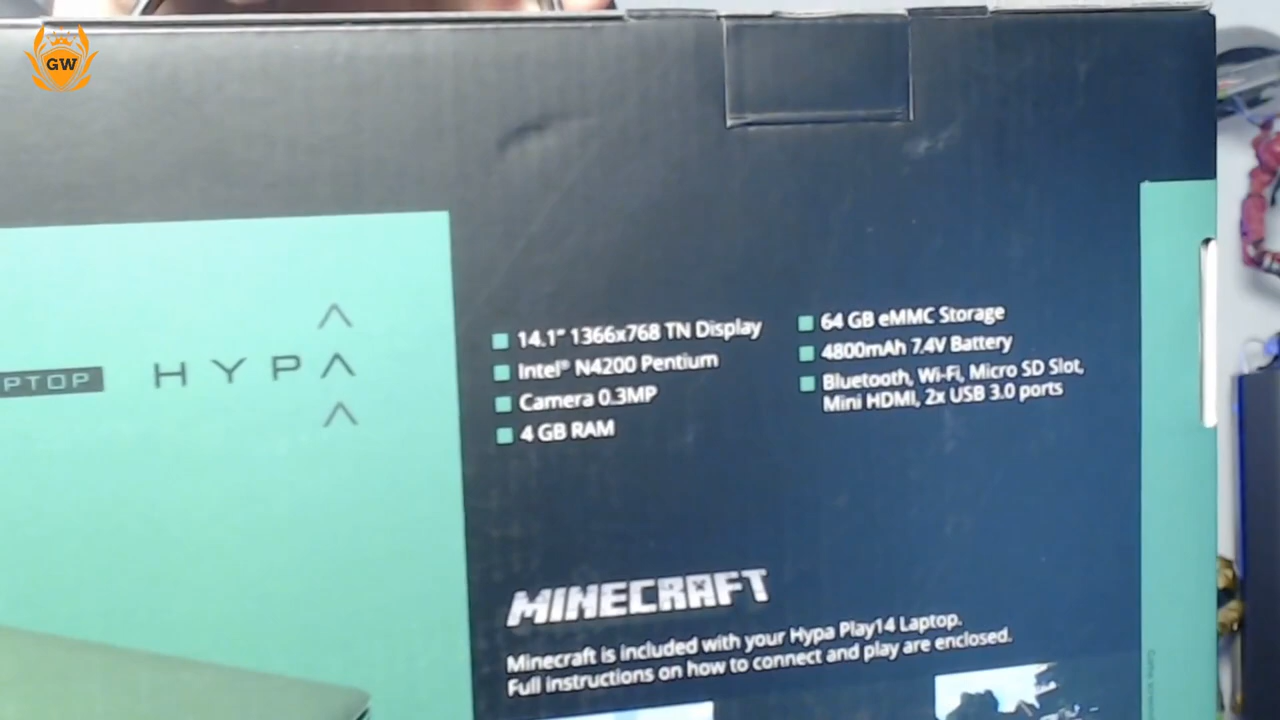 GW
PTOP HYPA
14.1" 1366x768 TN Display
Intel® N4200 Pentium
Camera 0.3MP
4 GB RAM
64 GB eMMC Storage
4800mAh 7.4V Battery
Bluetooth, Wi-Fi, Micro SD Slot,
Mini HDMI, 2x USB 3.0 ports
MINECRAFT
Minecraft is included with your Hypa Play14 Laptop.
Full instructions on how to connect and play are enclosed.